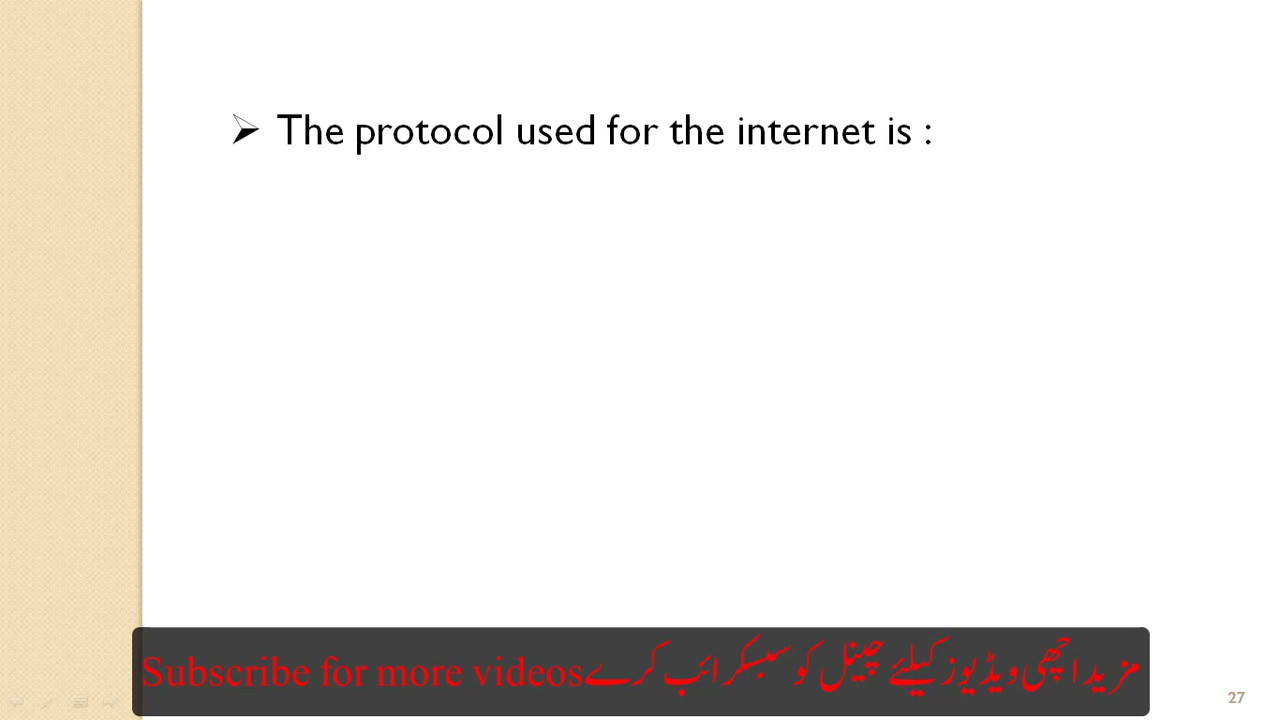 ➢ The protocol used for the internet is :
Subscribe for more videos مزید اچھی ویڈیوز کیلئے چینل کو سبسکرائب کرے
27